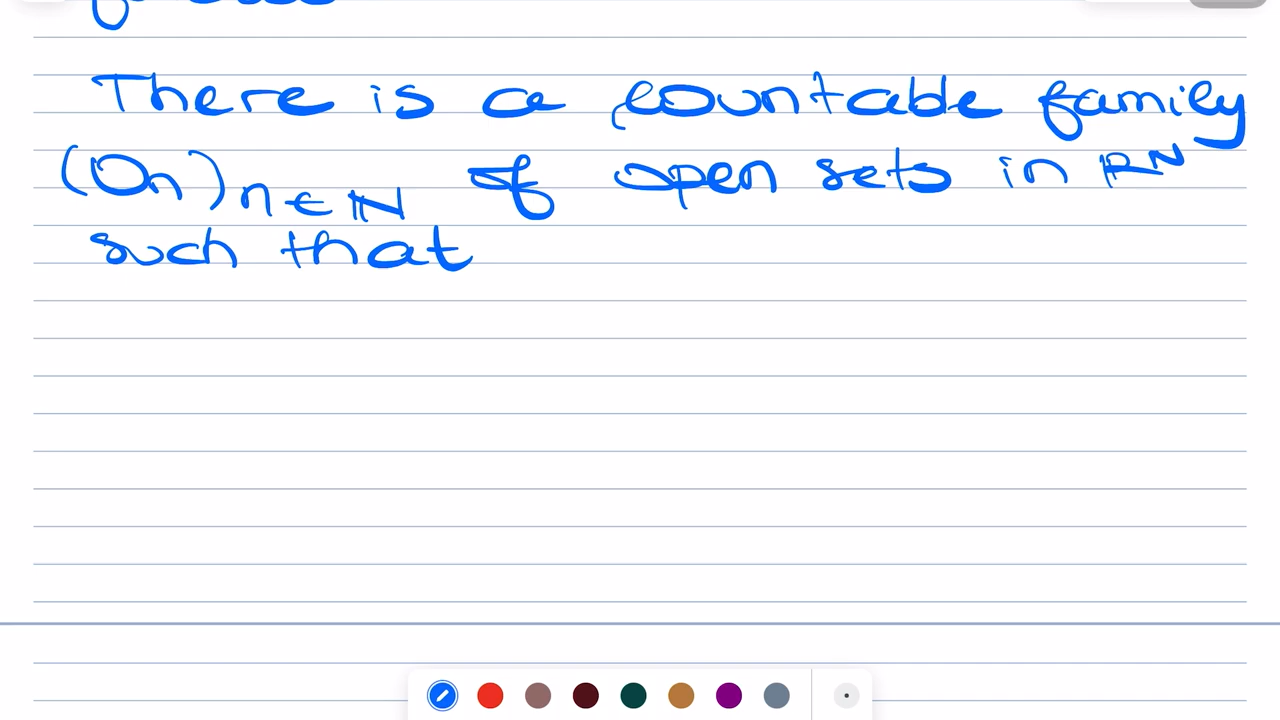 There is a countable family
(On)n∈ℕ of open sets in ℝᴺ
such that